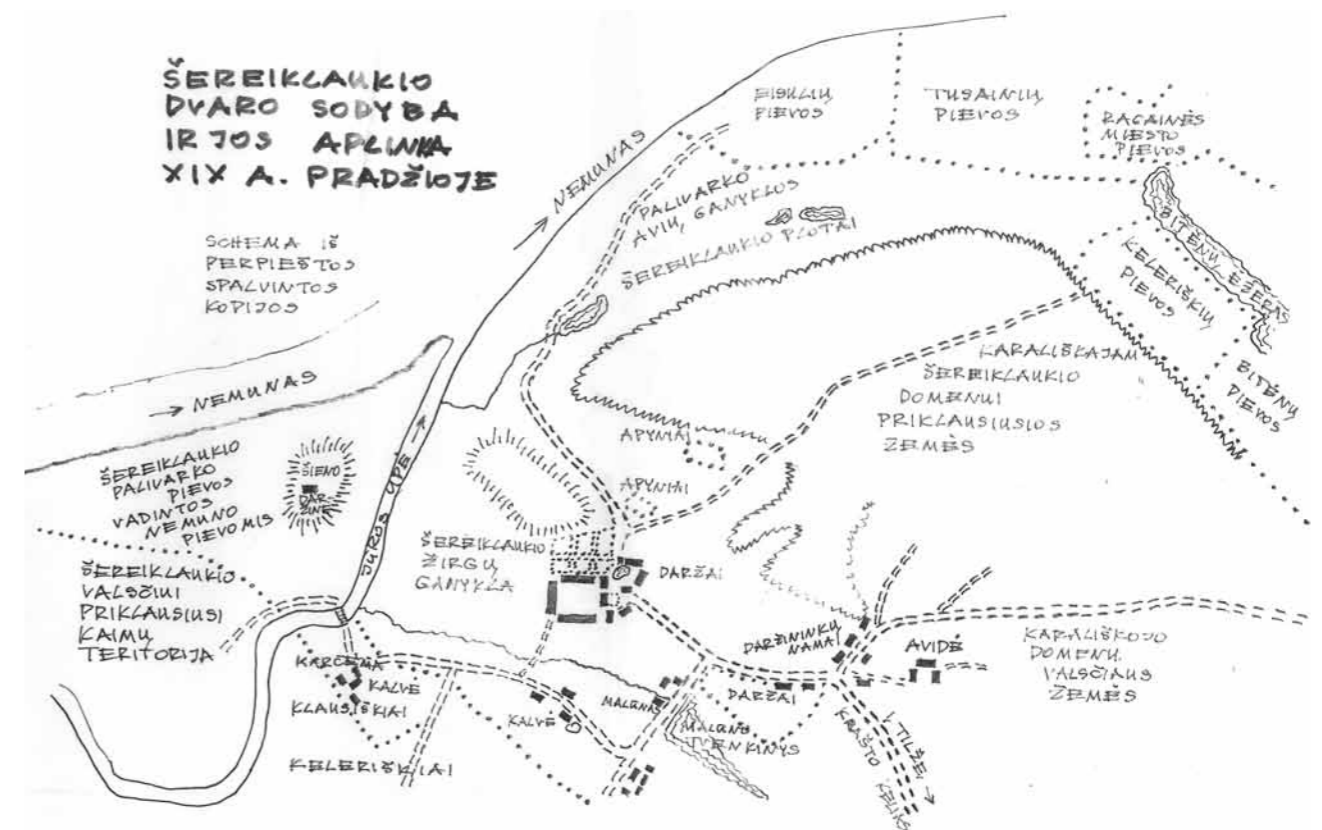 ŠEREIKLAUKIO
DVARO SODYBA
IR JOS APLINKA
XIX A. PRADŽIOJE
SCHEMA IŠ
PERPIEŠTOS
SPALVINTOS
KOPIJOS
→ NEMUNAS
→ NEMUNAS
EISULIŲ
PIEVOS
TUSAINIŲ
PIEVOS
RAGAINĖS
MIESTO
PIEVOS
PALIVARKO
AVIŲ GANYKLOS
ŠEREIKLAUKIO PLOTAI
BITĖNŲ EŽERAS
KELERIŠKIŲ
PIEVOS
BITĖNŲ
PIEVOS
KARALIŠKAJAM
ŠEREIKLAUKIO
DOMENUI
PRIKLAUSIUSIOS
ŽEMĖS
APYNIAI
APYNIAI
ŠEREIKLAUKIO
PALIVARKO
PIEVOS
VADINTOS
NEMUNO
PIEVOMIS
ŠIENO
DAR-
ŽINĖ
JŪROS UPĖ →
ŠEREIKLAUKIO
ŽIRGŲ
GANYKLA
DARŽAI
ŠEREIKLAUKIO
VALSČIUI
PRIKLAUSIUSI
KAIMŲ
TERITORIJA
KARČEMA
KALVĖ
KLAUSIŠKIAI
KELERIŠKIAI
KALVĖ
MALŪNAS
MALŪNO
TVENKINYS
DARŽAI
DARŽININKŲ
NAMAI
AVIDĖ
KARALIŠKOJO
DOMENŲ
VALSČIAUS
ŽEMĖS
Į TILŽĘ →
KRAŠTO
KELIAS